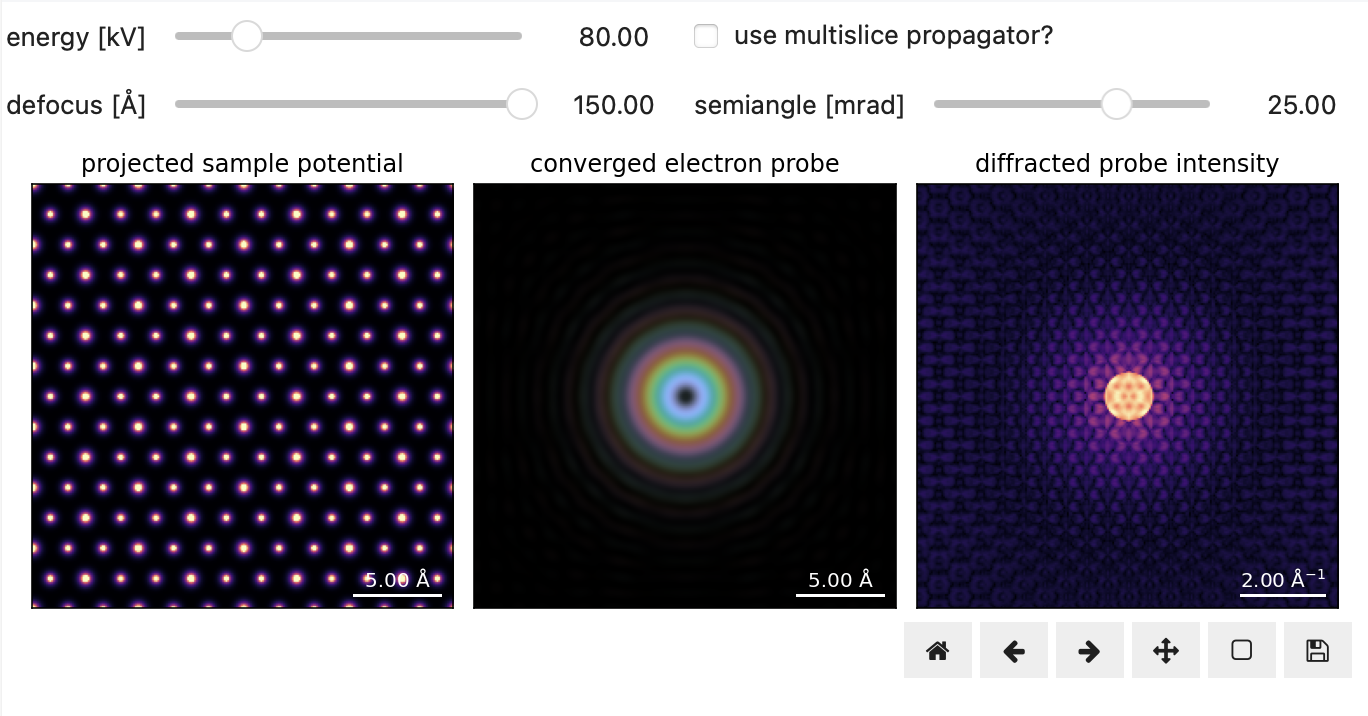 energy [kV] 80.00 use multislice propagator?
defocus [Å] 150.00 semiangle [mrad] 25.00
projected sample potential converged electron probe diffracted probe intensity
5.00 Å 5.00 Å 2.00 Å⁻¹